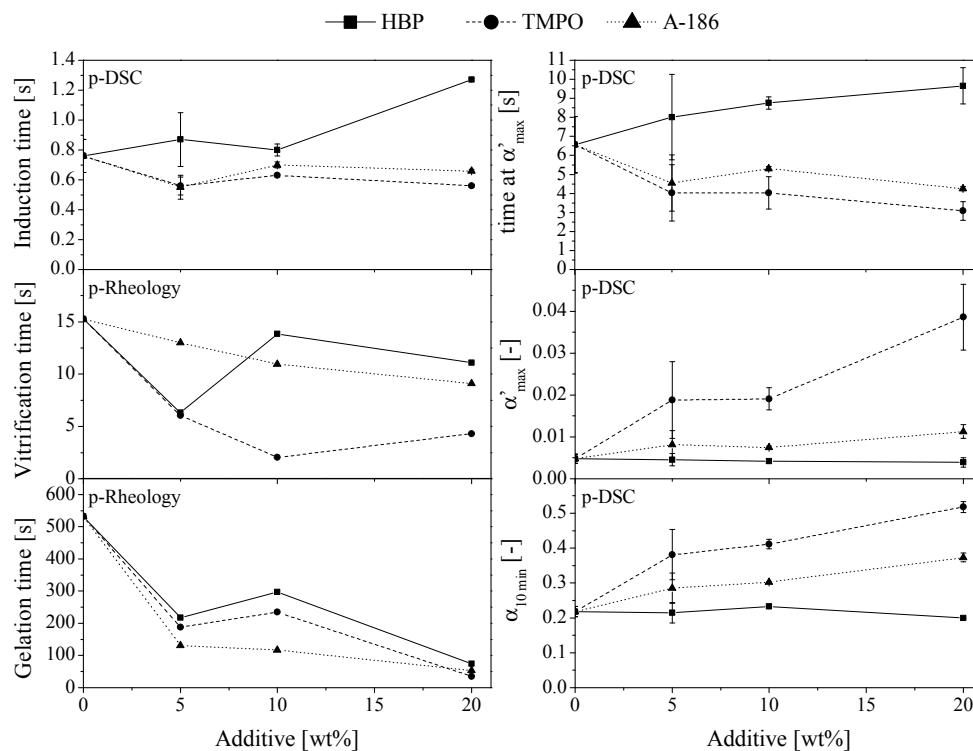 HBP TMPO A-186
p-DSC
Induction time [s]
1.4
1.2
1.0
0.8
0.6
0.4
0.2
0.0
p-DSC
time at α'max [s]
11
10
9
8
7
6
5
4
3
2
1
0
p-Rheology
Vitrification time [s]
15
10
5
0
p-DSC
α'max [-]
0.04
0.03
0.02
0.01
0.00
p-Rheology
Gelation time [s]
600
500
400
300
200
100
0
p-DSC
α10 min [-]
0.5
0.4
0.3
0.2
0.1
0.0
0 5 10 15 20
0 5 10 15 20
Additive [wt%]
Additive [wt%]